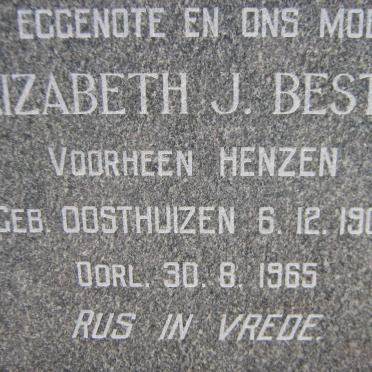 EGGENOTE EN ONS MOE
IZABETH J. BEST
VOORHEEN HENZEN
GEB. OOSTHUIZEN 6. 12. 190
OORL. 30. 8. 1965
RUS IN VREDE.